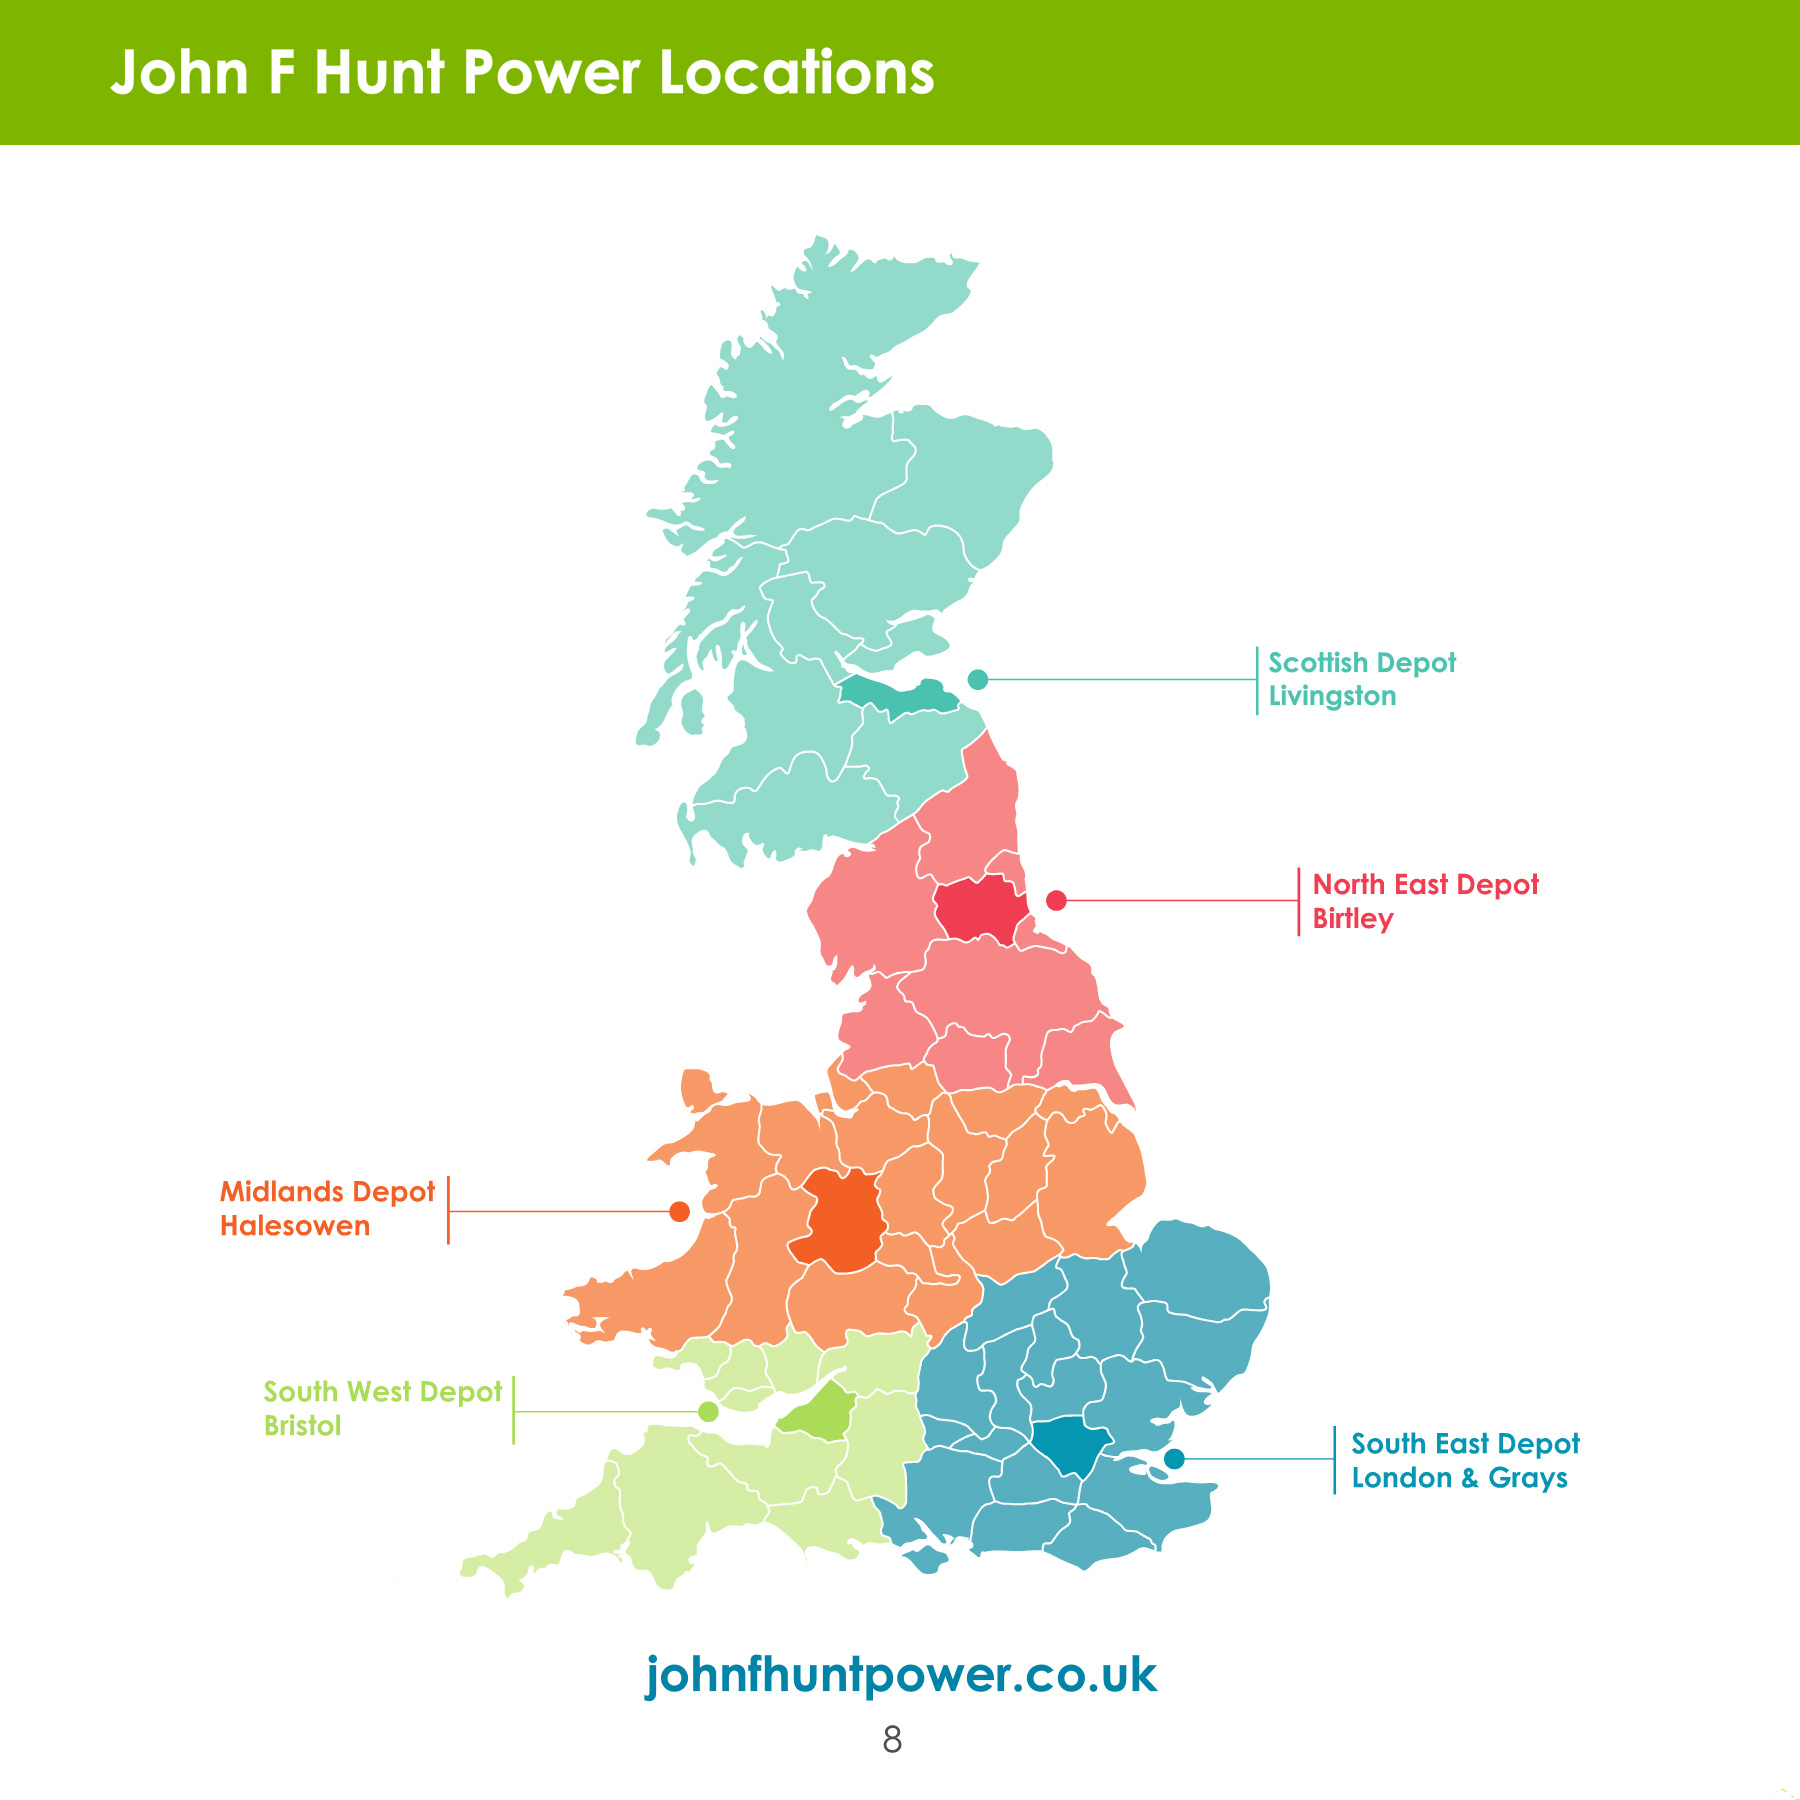 John F Hunt Power Locations
Scottish Depot
Livingston
North East Depot
Birtley
Midlands Depot
Halesowen
South West Depot
Bristol
South East Depot
London & Grays
johnfhuntpower.co.uk
8